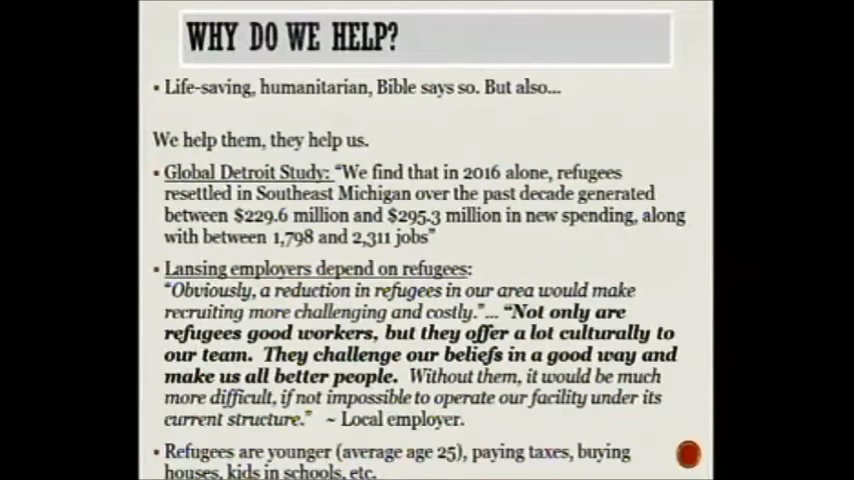 WHY DO WE HELP?
▪ Life-saving, humanitarian, Bible says so. But also...
We help them, they help us.
▪ Global Detroit Study: “We find that in 2016 alone, refugees
resettled in Southeast Michigan over the past decade generated
between $229.6 million and $295.3 million in new spending, along
with between 1,798 and 2,311 jobs”
▪ Lansing employers depend on refugees:
“Obviously, a reduction in refugees in our area would make
recruiting more challenging and costly.”... “Not only are
refugees good workers, but they offer a lot culturally to
our team. They challenge our beliefs in a good way and
make us all better people. Without them, it would be much
more difficult, if not impossible to operate our facility under its
current structure.” ~ Local employer.
▪ Refugees are younger (average age 25), paying taxes, buying
houses, kids in schools, etc.